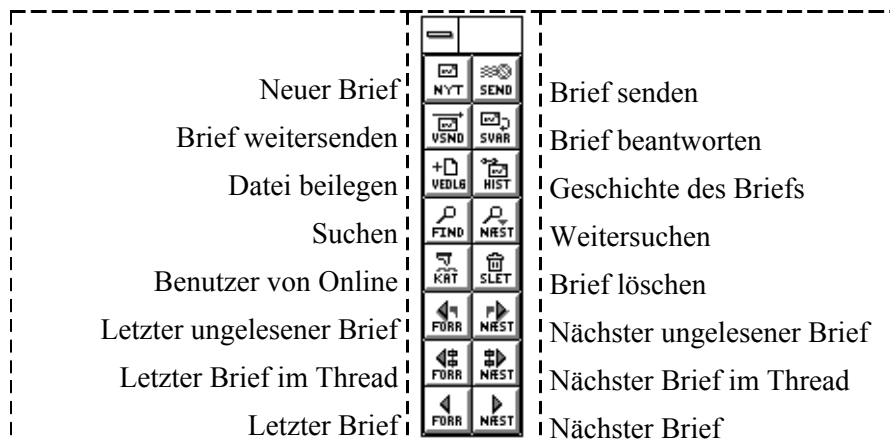 Neuer Brief NYT SEND Brief senden
Brief weitersenden VSND SVAR Brief beantworten
Datei beilegen VEDLG HIST Geschichte des Briefs
Suchen FIND NÆST Weitersuchen
Benutzer von Online KAT SLET Brief löschen
Letzter ungelesener Brief FORR NÆST Nächster ungelesener Brief
Letzter Brief im Thread FORR NÆST Nächster Brief im Thread
Letzter Brief FORR NÆST Nächster Brief